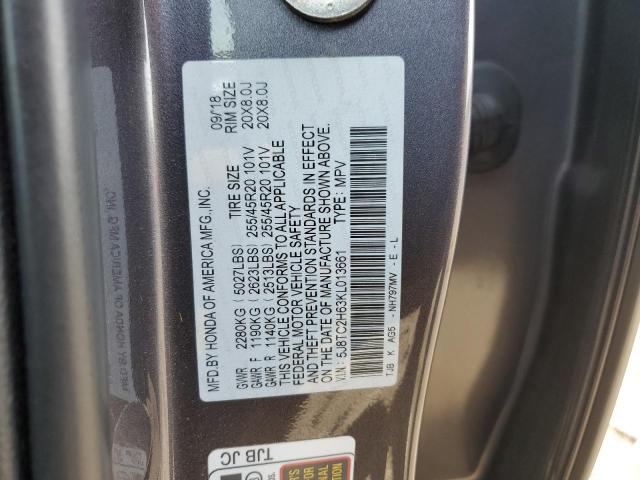 MFD.BY HONDA OF AMERICA MFG.,INC. 09/18
TIRE SIZE RIM SIZE
GVWR 2280KG (5027LBS)
GAWR F 1190KG (2623LBS) 255/45R20 101V 20X8.0J
GAWR R 1140KG (2513LBS) 255/45R20 101V 20X8.0J
THIS VEHICLE CONFORMS TO ALL APPLICABLE
FEDERAL MOTOR VEHICLE SAFETY
AND THEFT PREVENTION STANDARDS IN EFFECT
ON THE DATE OF MANUFACTURE SHOWN ABOVE.
V.I.N: 5J8TC2H63KL013661 TYPE: MPV
TJB K AG5 - NH797MV - E - L
TJB JC